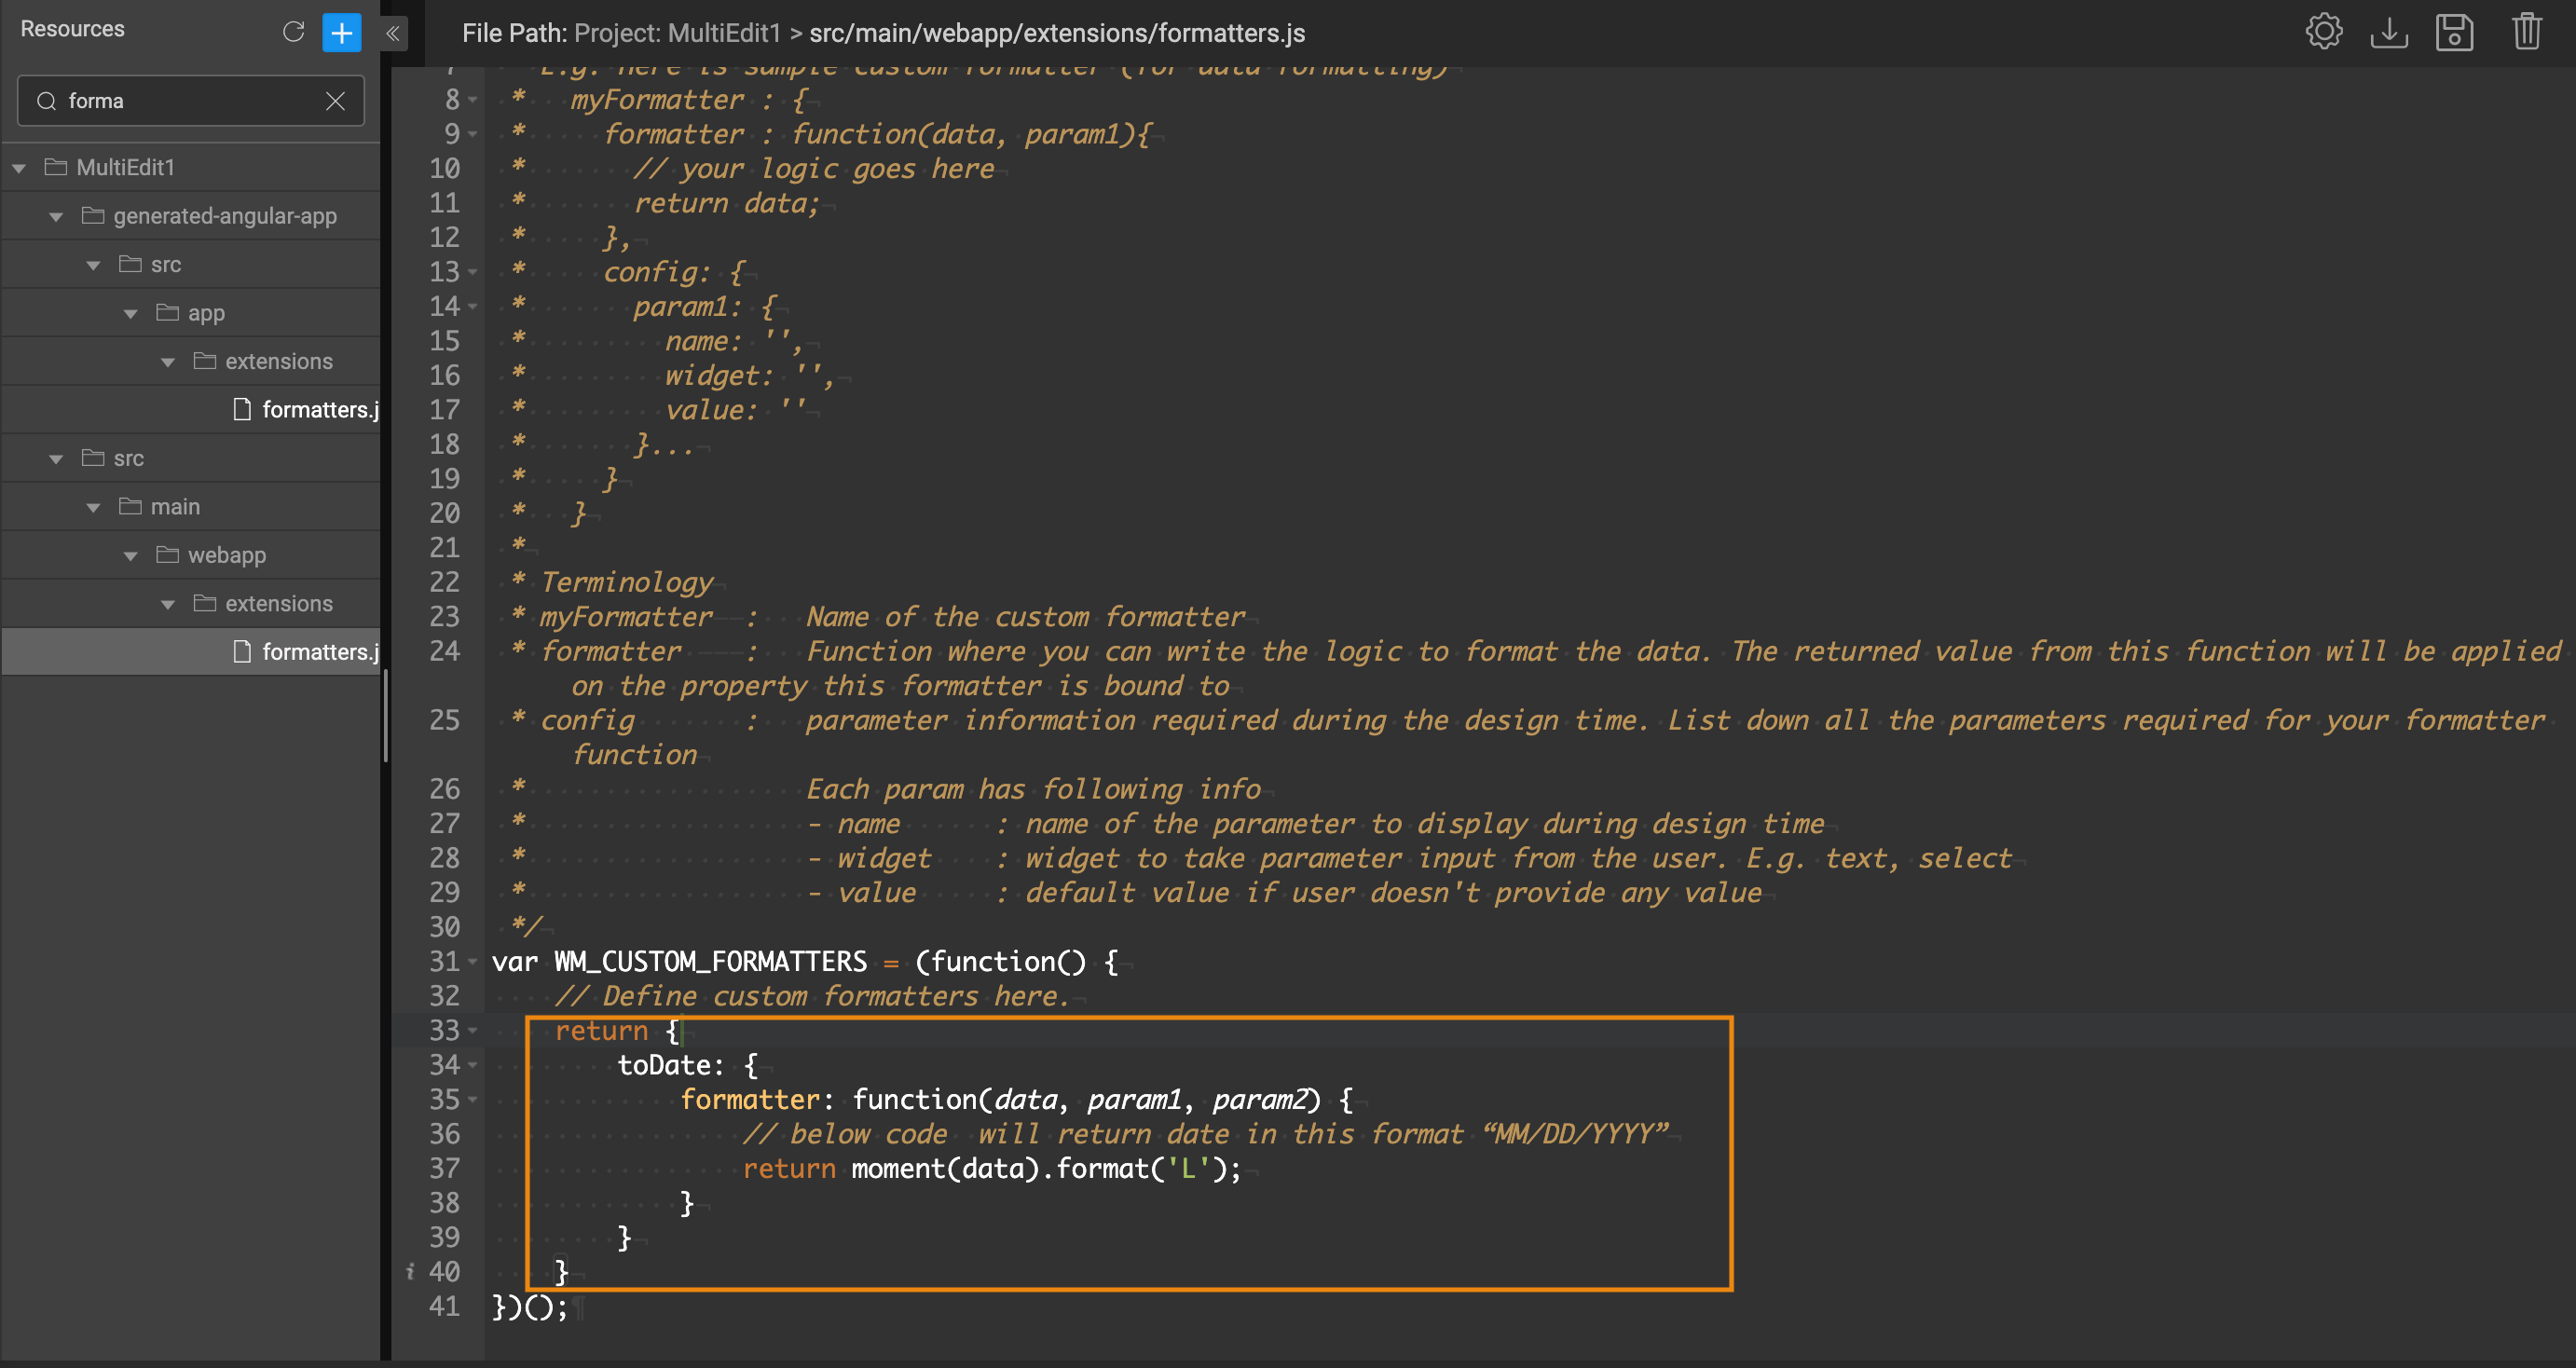 Resources
forma
MultiEdit1
generated-angular-app
src
app
extensions
formatters.j
src
main
webapp
extensions
formatters.j
File Path: Project: MultiEdit1 > src/main/webapp/extensions/formatters.js
7 * E.g. here is sample custom formatter (for data formatting)
8 * myFormatter : {
9 * formatter : function(data, param1){
10 * // your logic goes here
11 * return data;
12 * },
13 * config: {
14 * param1: {
15 * name: '',
16 * widget: '',
17 * value: ''
18 * }...
19 * }
20 * }
21 *
22 * Terminology
23 * myFormatter : Name of the custom formatter
24 * formatter : Function where you can write the logic to format the data. The returned value from this function will be applied
on the property this formatter is bound to
25 * config : parameter information required during the design time. List down all the parameters required for your formatter
function
26 * Each param has following info
27 * - name : name of the parameter to display during design time
28 * - widget : widget to take parameter input from the user. E.g. text, select
29 * - value : default value if user doesn't provide any value
30 */
31 var WM_CUSTOM_FORMATTERS = (function() {
32 // Define custom formatters here.
33 return {
34 toDate: {
35 formatter: function(data, param1, param2) {
36 // below code will return date in this format “MM/DD/YYYY”
37 return moment(data).format('L');
38 }
39 }
i 40 }
41 })();